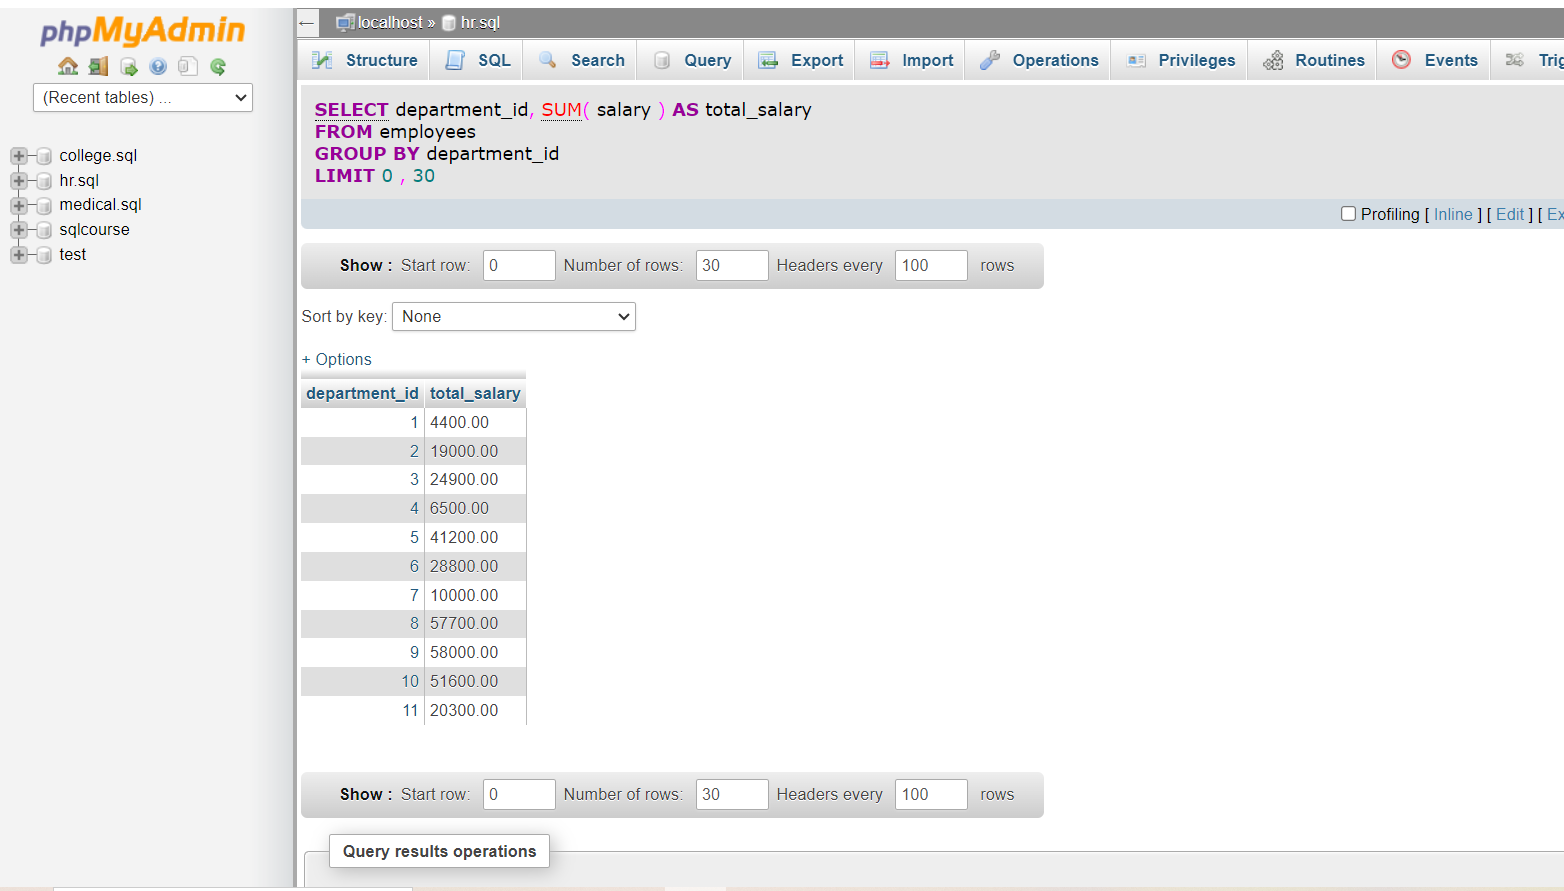 phpMyAdmin
(Recent tables) ...
college.sql
hr.sql
medical.sql
sqlcourse
test
← localhost » hr.sql
Structure SQL Search Query Export Import Operations Privileges Routines Events
SELECT department_id, SUM( salary ) AS total_salary
FROM employees
GROUP BY department_id
LIMIT 0 , 30
Profiling [ Inline ] [ Edit ] [
Show : Start row: 0 Number of rows: 30 Headers every 100 rows
Sort by key: None
+ Options
department_id total_salary
1 4400.00
2 19000.00
3 24900.00
4 6500.00
5 41200.00
6 28800.00
7 10000.00
8 57700.00
9 58000.00
10 51600.00
11 20300.00
Show : Start row: 0 Number of rows: 30 Headers every 100 rows
Query results operations